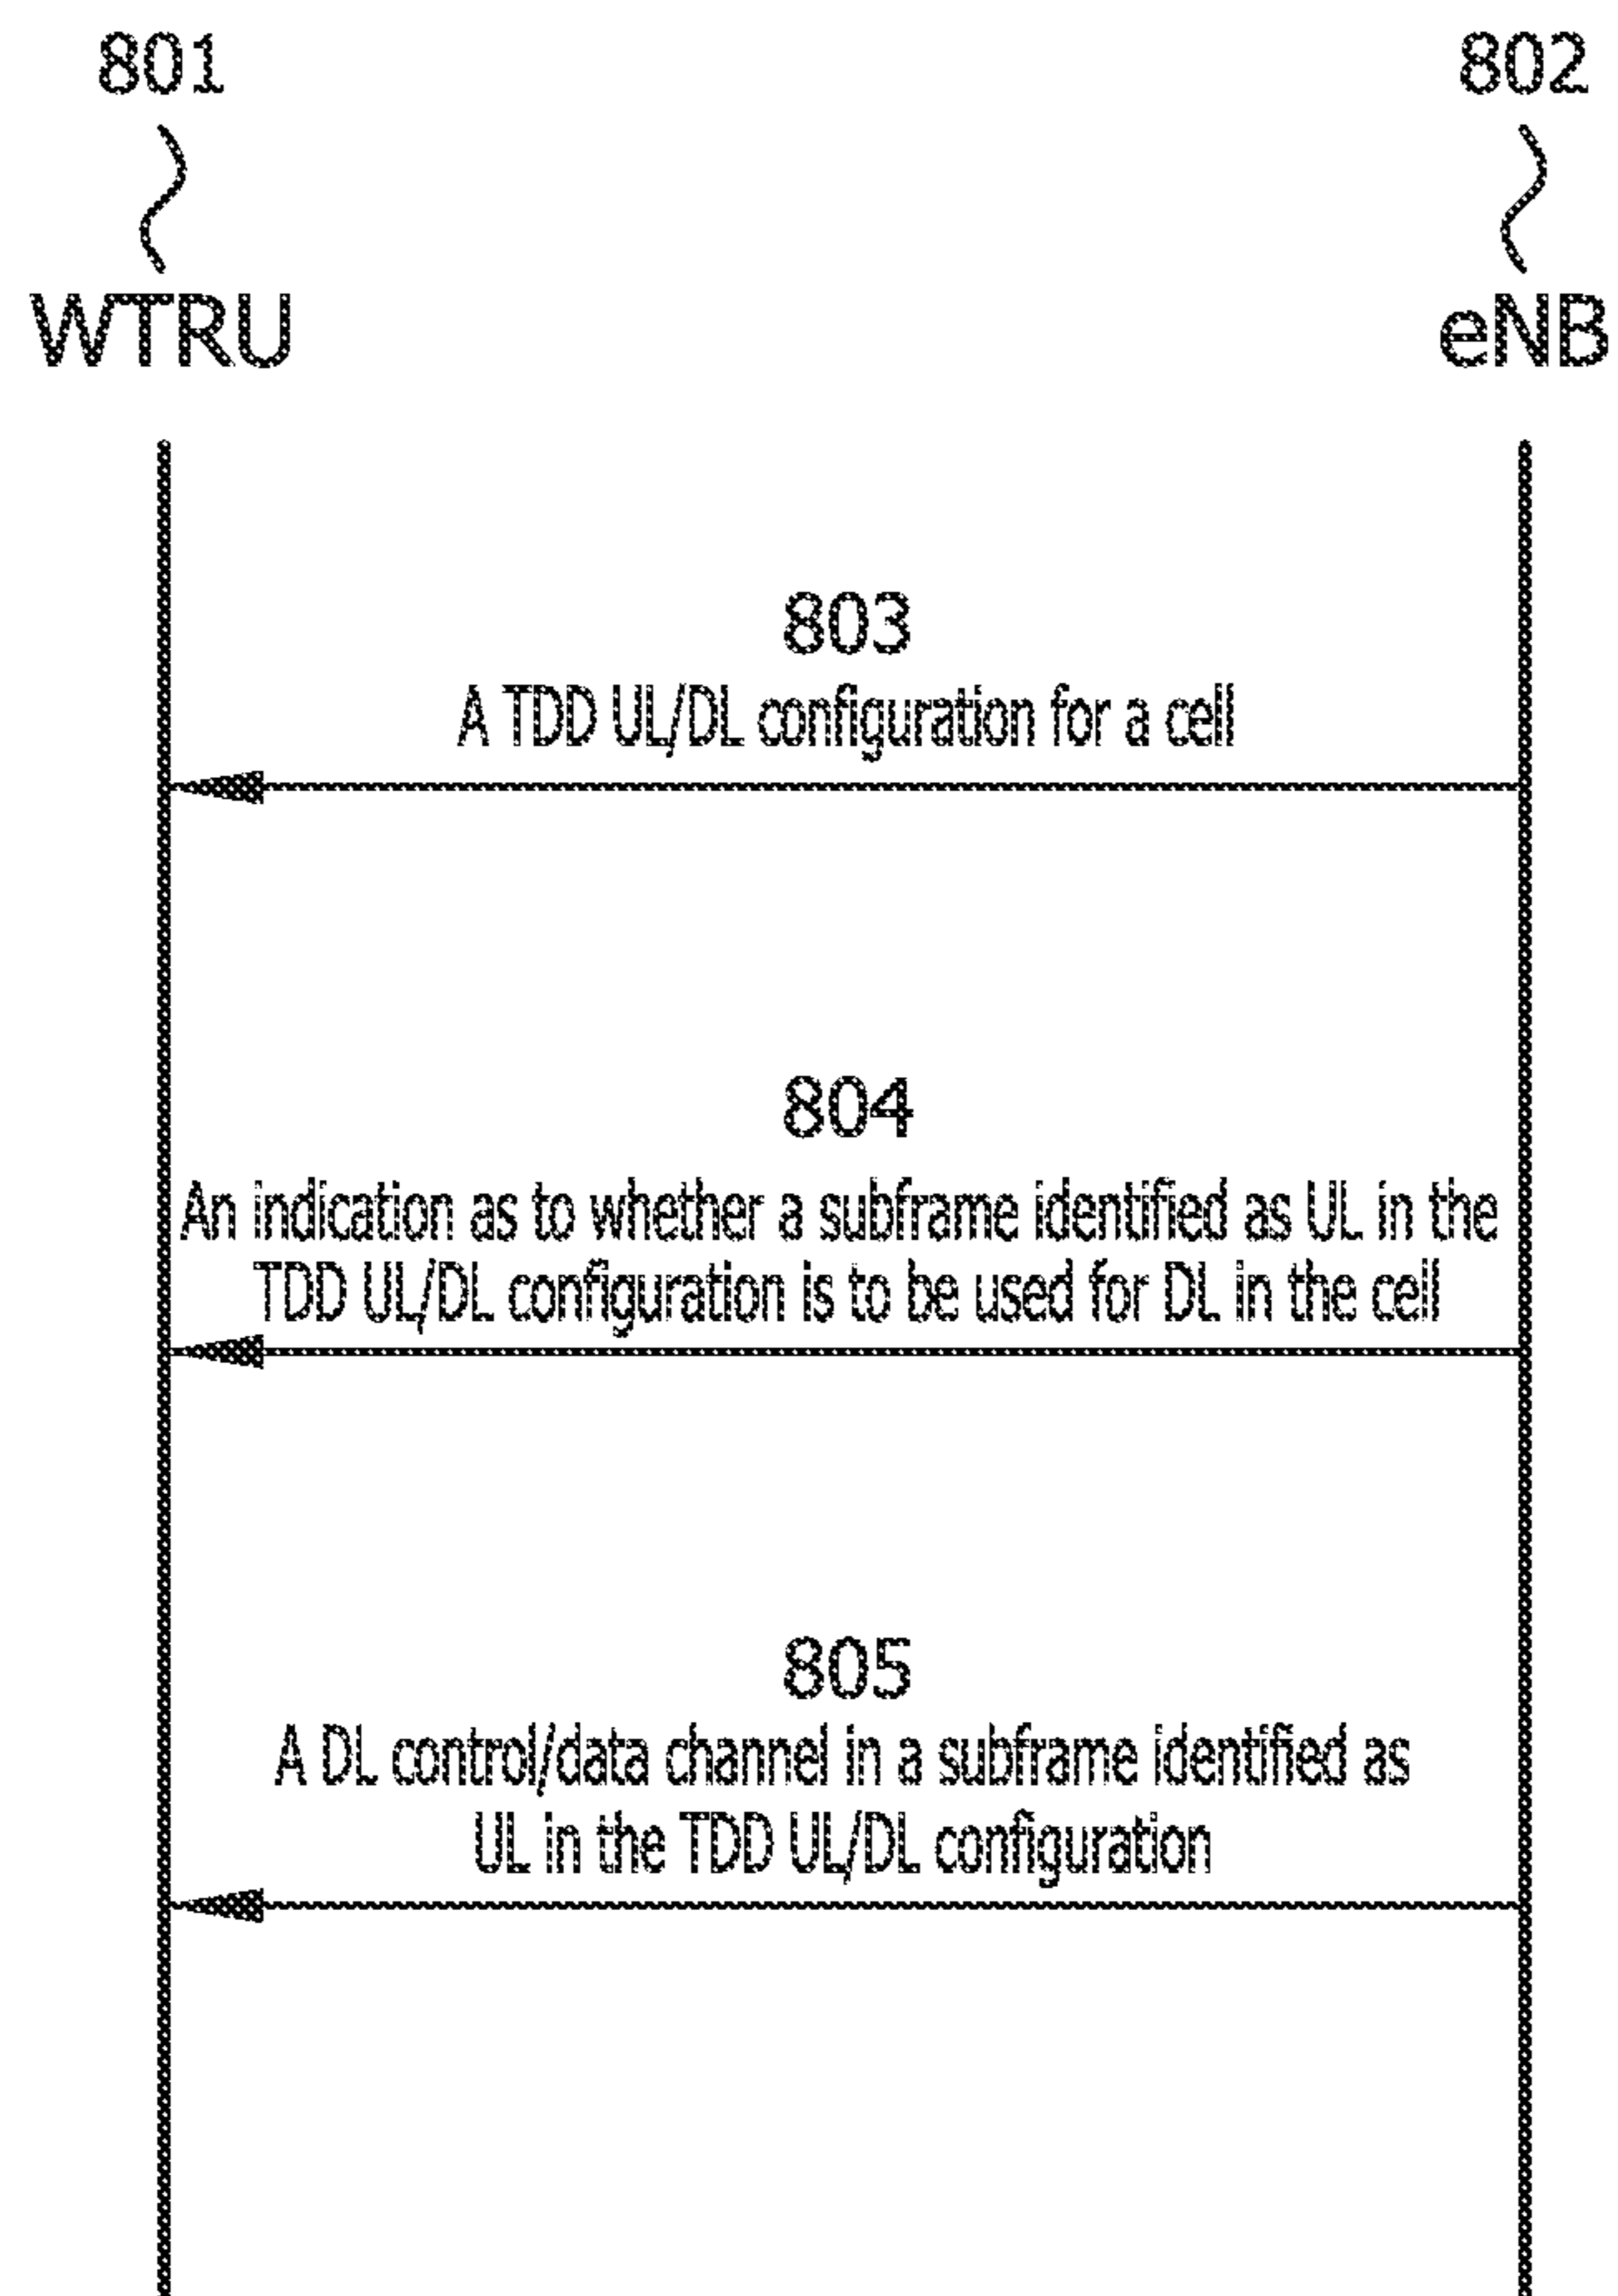 801
802
WTRU
eNB
803
A TDD UL/DL configuration for a cell
804
An indication as to whether a subframe identified as UL in the
TDD UL/DL configuration is to be used for DL in the cell
805
A DL control/data channel in a subframe identified as
UL in the TDD UL/DL configuration